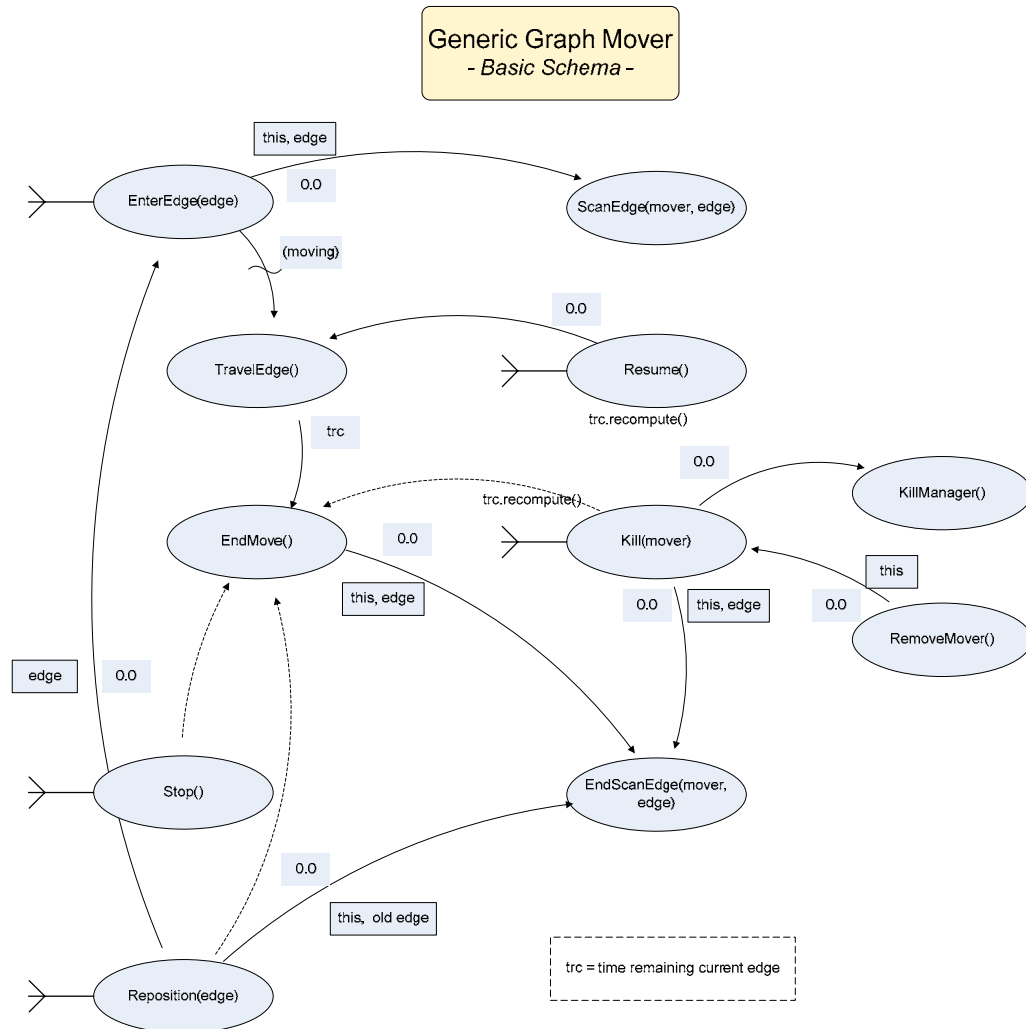 Generic Graph Mover
- Basic Schema -
this, edge
0.0
EnterEdge(edge)
ScanEdge(mover, edge)
(moving)
0.0
TravelEdge()
Resume()
trc.recompute()
trc
0.0
KillManager()
trc.recompute()
EndMove()
0.0
Kill(mover)
this
this, edge
0.0
this, edge
0.0
RemoveMover()
edge
0.0
Stop()
EndScanEdge(mover,
edge)
0.0
this, old edge
trc = time remaining current edge
Reposition(edge)